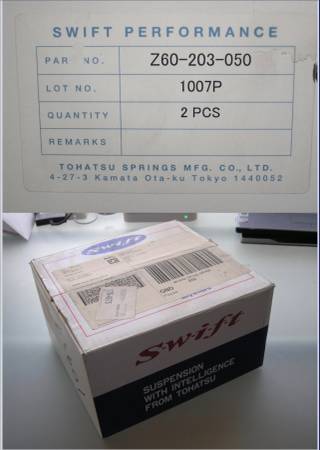 SWIFT PERFORMANCE
PAR NO. Z60-203-050
LOT NO. 1007P
QUANTITY 2 PCS
REMARKS
TOHATSU SPRINGS MFG. CO., LTD.
4-27-3 Kamata Ota-ku Tokyo 1440052
Swift
Swift
SUSPENSION
WITH INTELLIGENCE
FROM TOHATSU